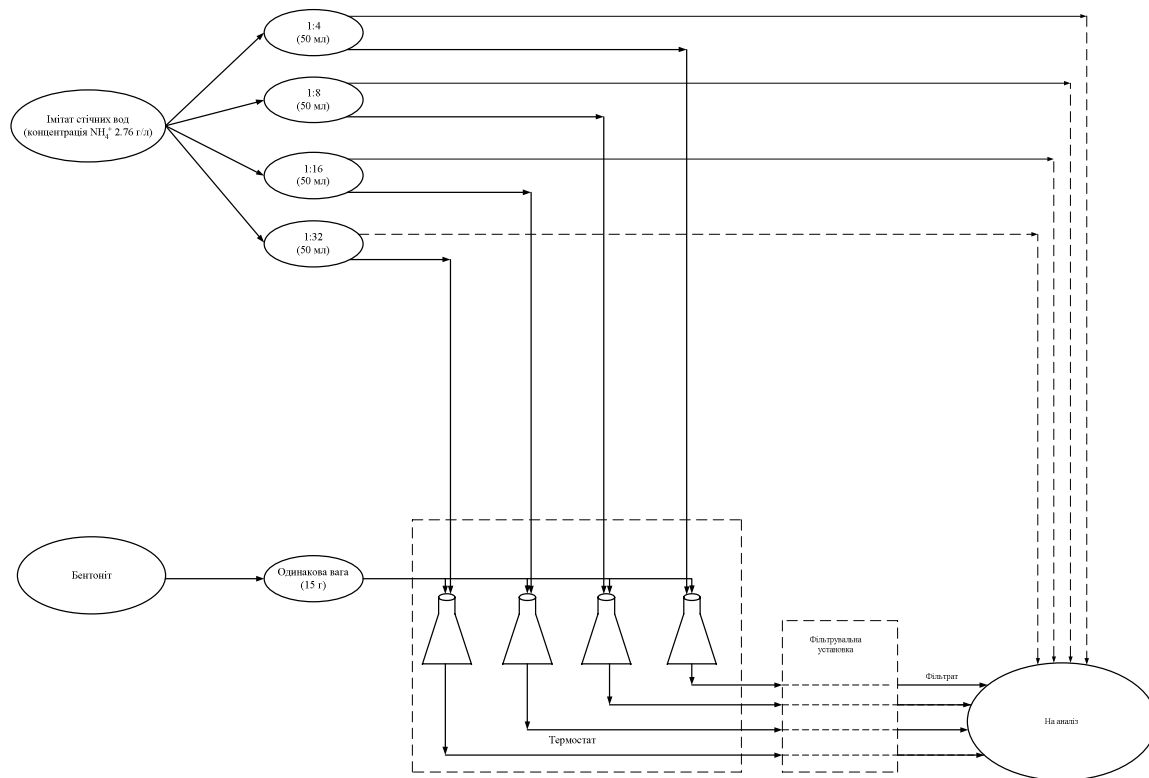 1:4
(50 мл)
1:8
(50 мл)
Імітат стічних вод
(концентрація NH₄⁺ 2.76 г/л)
1:16
(50 мл)
1:32
(50 мл)
Бентоніт
Одинакова вага
(15 г)
Фільтрувальна
установка
Фільтрат
На аналіз
Термостат